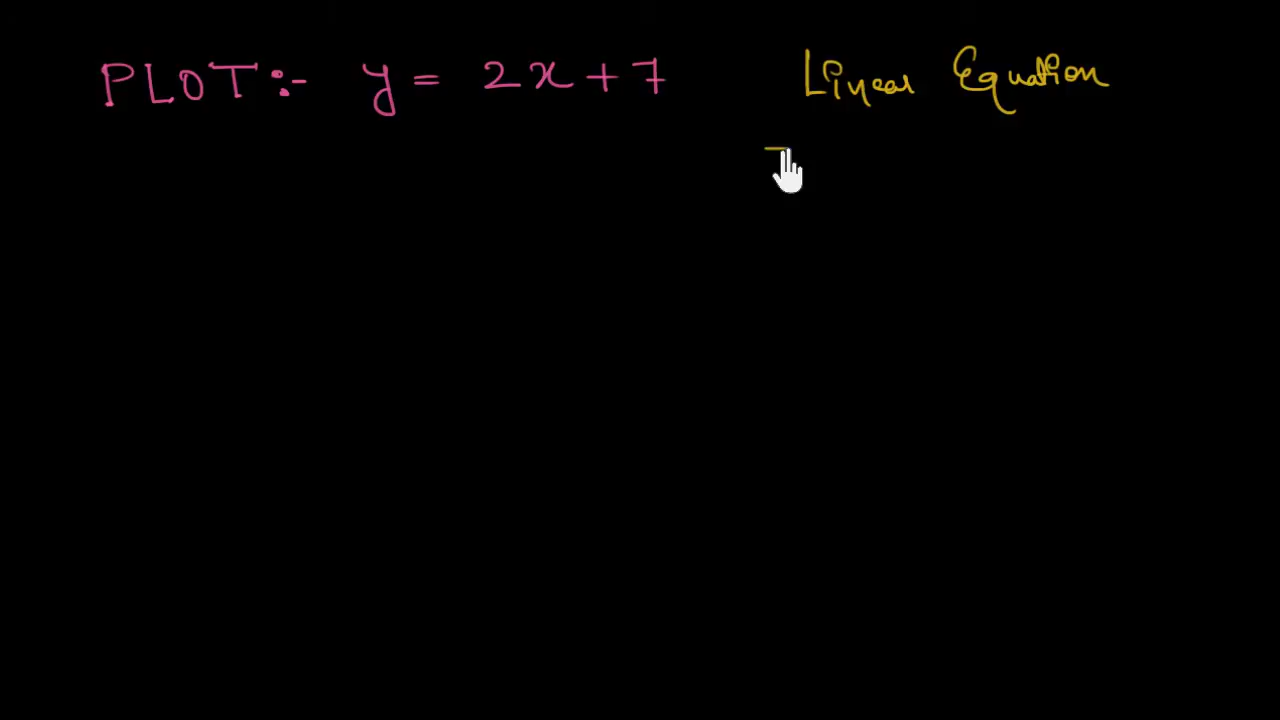 PLOT:- y = 2x + 7 Linear Equation